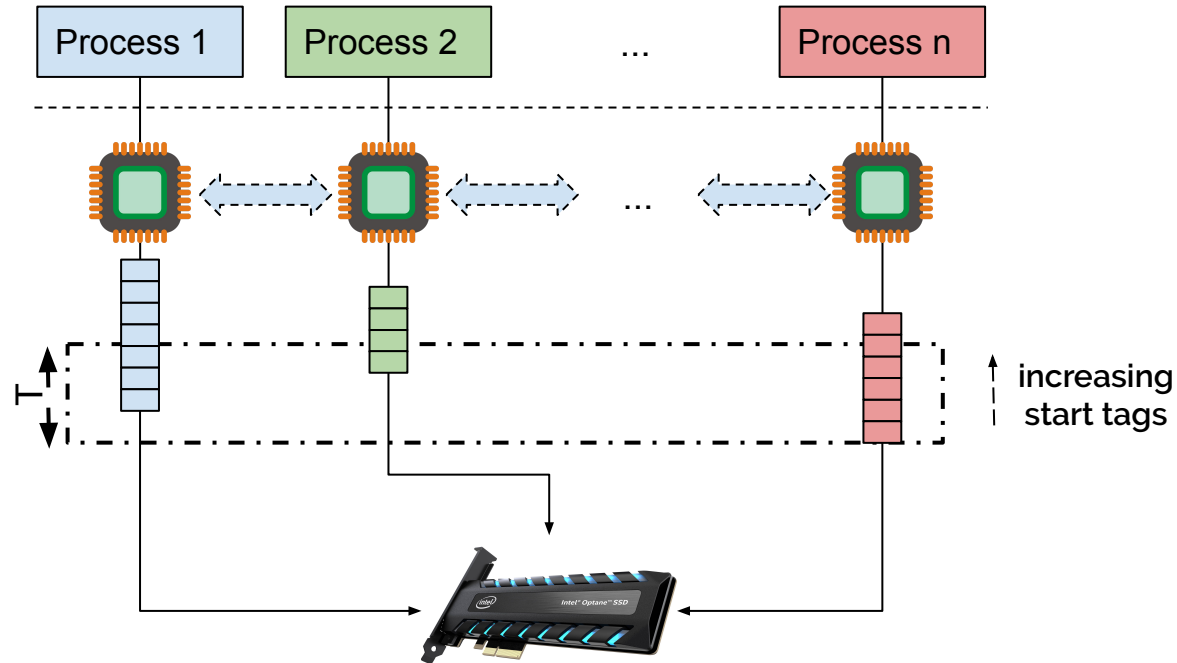 Process 1
Process 2
...
Process n
...
T
increasing
start tags
intel
Intel® Optane™ SSD